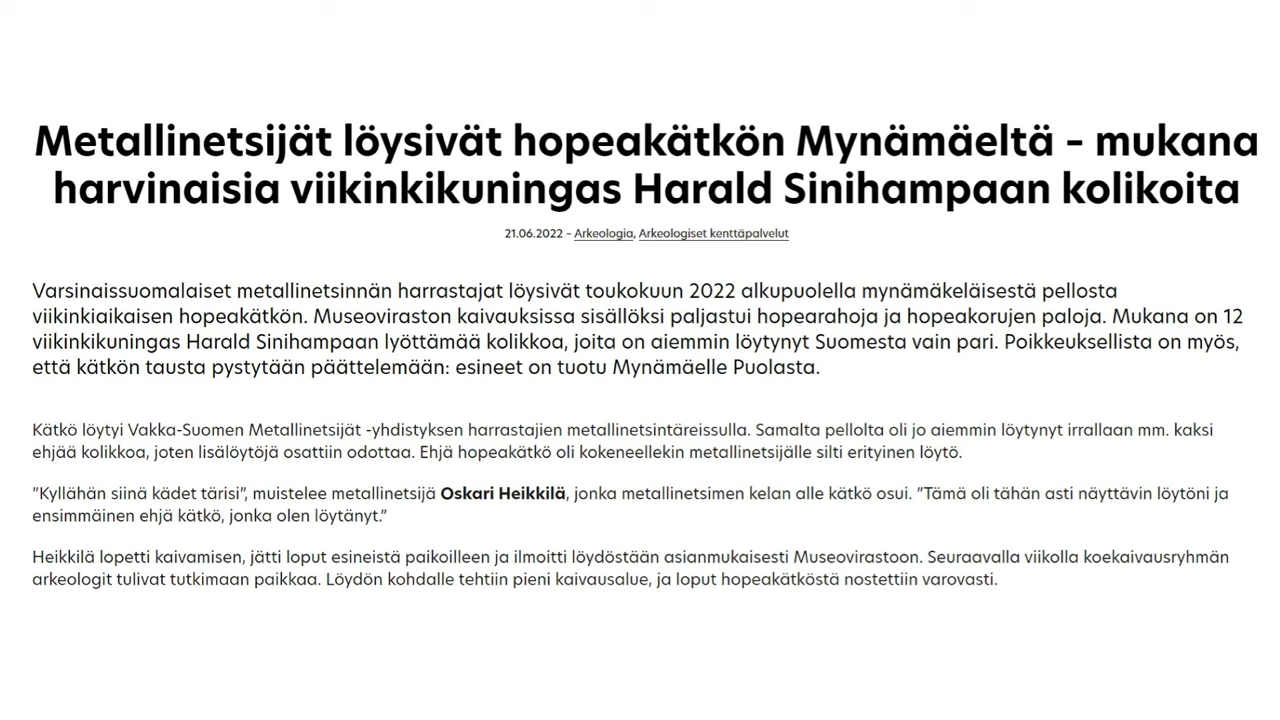 Metallinetsijät löysivät hopeakätkön Mynämäeltä – mukana
harvinaisia viikinkikuningas Harald Sinihampaan kolikoita
21.06.2022 – Arkeologia, Arkeologiset kenttäpalvelut
Varsinaissuomalaiset metallinetsinnän harrastajat löysivät toukokuun 2022 alkupuolella mynämäkeläisestä pellosta
viikinkiaikaisen hopeakätkön. Museoviraston kaivauksissa sisällöksi paljastui hopearahoja ja hopeakorujen paloja. Mukana on 12
viikinkikuningas Harald Sinihampaan lyöttämää kolikkoa, joita on aiemmin löytynyt Suomesta vain pari. Poikkeuksellista on myös,
että kätkön tausta pystytään päättelemään: esineet on tuotu Mynämäelle Puolasta.
Kätkö löytyi Vakka-Suomen Metallinetsijät -yhdistyksen harrastajien metallinetsintäreissulla. Samalta pellolta oli jo aiemmin löytynyt irrallaan mm. kaksi
ehjää kolikkoa, joten lisälöytöjä osattiin odottaa. Ehjä hopeakätkö oli kokeneellekin metallinetsijälle silti erityinen löytö.
”Kyllähän siinä kädet tärisi”, muistelee metallinetsijä Oskari Heikkilä, jonka metallinetsimen kelan alle kätkö osui. ”Tämä oli tähän asti näyttävin löytöni ja
ensimmäinen ehjä kätkö, jonka olen löytänyt.”
Heikkilä lopetti kaivamisen, jätti loput esineistä paikoilleen ja ilmoitti löydöstään asianmukaisesti Museovirastoon. Seuraavalla viikolla koekaivausryhmän
arkeologit tulivat tutkimaan paikkaa. Löydön kohdalle tehtiin pieni kaivausalue, ja loput hopeakätköstä nostettiin varovasti.